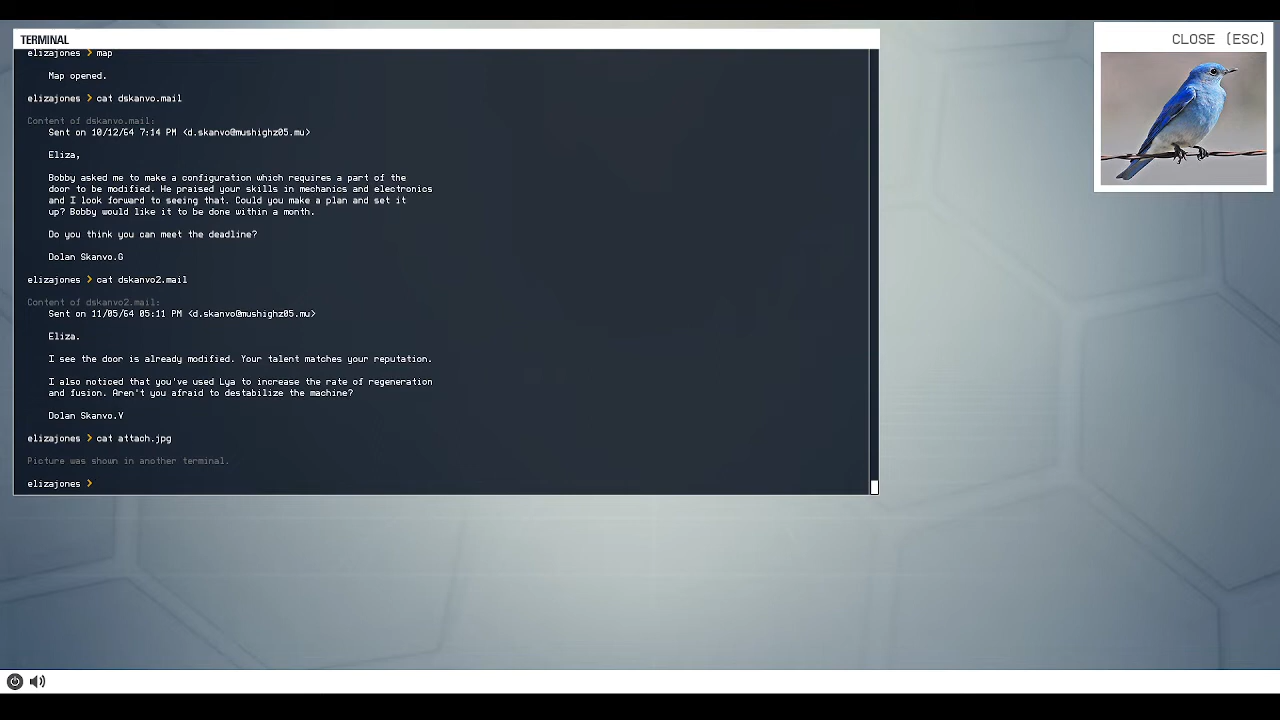 TERMINAL
CLOSE (ESC)
elizajones > map
Map opened.
elizajones > cat dskanvo.mail
Content of dskanvo.mail:
Sent on 10/12/64 7:14 PM <d.skanvo@mushighz05.mu>
Eliza,
Bobby asked me to make a configuration which requires a part of the
door to be modified. He praised your skills in mechanics and electronics
and I look forward to seeing that. Could you make a plan and set it
up? Bobby would like it to be done within a month.
Do you think you can meet the deadline?
Dolan Skanvo.G
elizajones > cat dskanvo2.mail
Content of dskanvo2.mail:
Sent on 11/05/64 05:11 PM <d.skanvo@mushighz05.mu>
Eliza.
I see the door is already modified. Your talent matches your reputation.
I also noticed that you've used Lya to increase the rate of regeneration
and fusion. Aren't you afraid to destabilize the machine?
Dolan Skanvo.V
elizajones > cat attach.jpg
Picture was shown in another terminal.
elizajones >